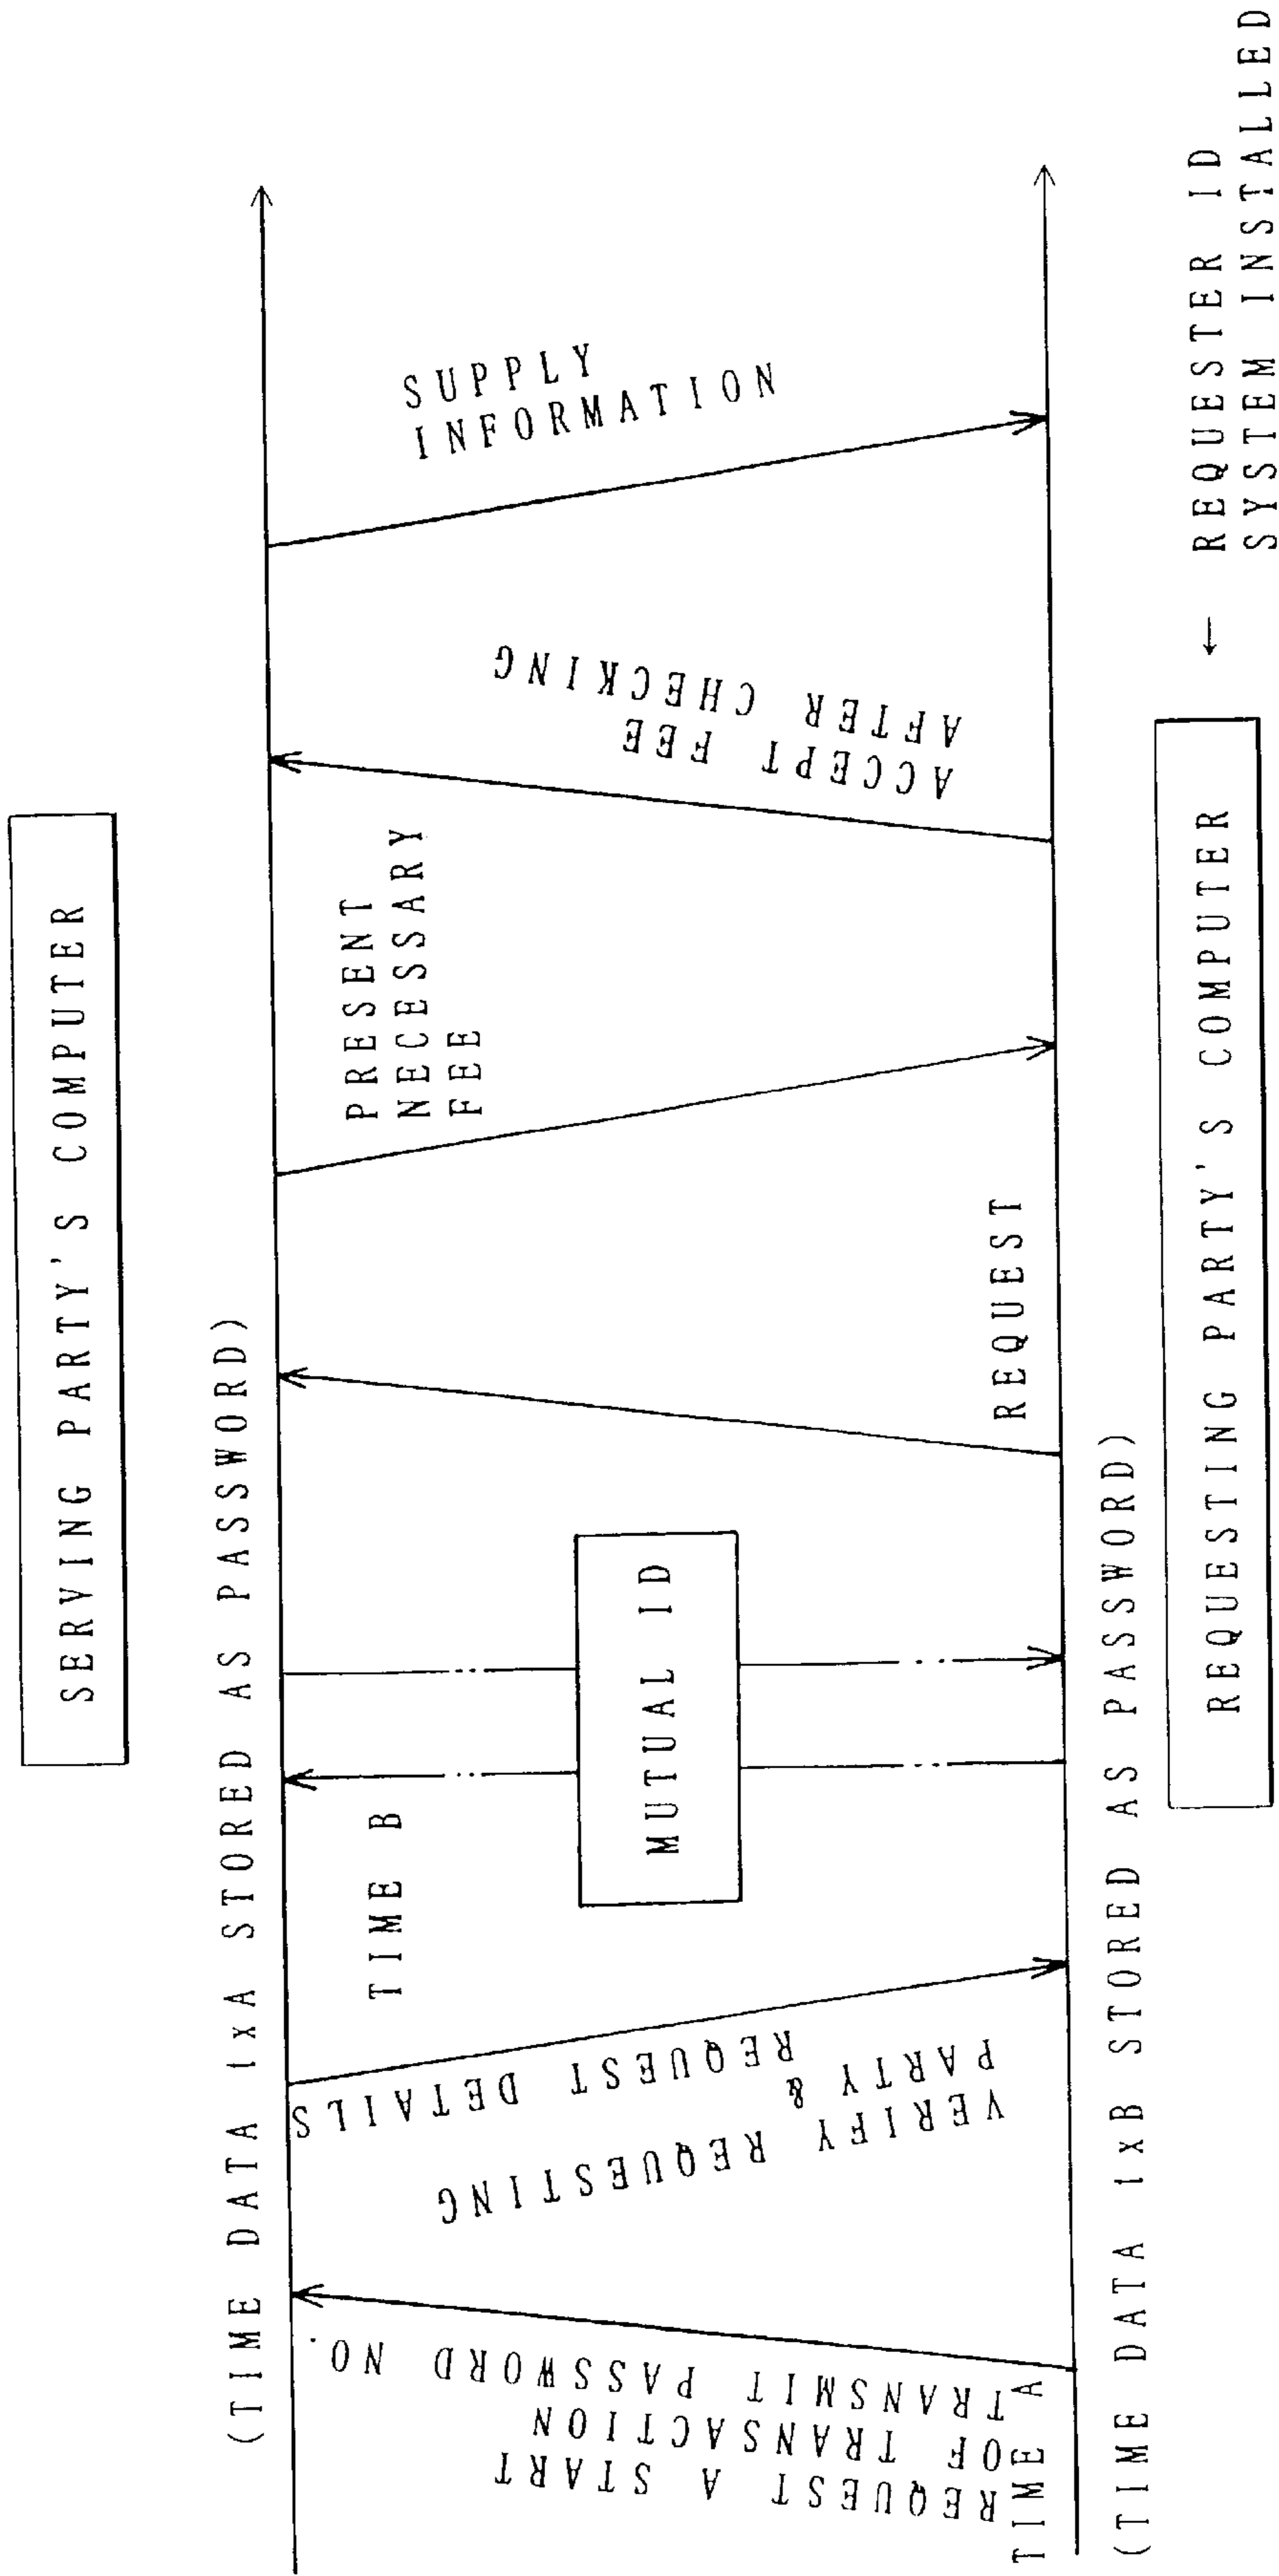 SERVING PARTY'S COMPUTER
(TIME DATA 1xA STORED AS PASSWORD)
REQUEST A START
OF TRANSACTION
TRANSMIT PASSWORD NO.
TIME A
VERIFY REQUESTING
PARTY &
REQUEST DETAILS
TIME B
MUTUAL ID
REQUEST
PRESENT
NECESSARY
FEE
ACCEPT FEE
AFTER CHECKING
SUPPLY
INFORMATION
(TIME DATA 1xB STORED AS PASSWORD)
REQUESTING PARTY'S COMPUTER
← REQUESTER ID
SYSTEM INSTALLED